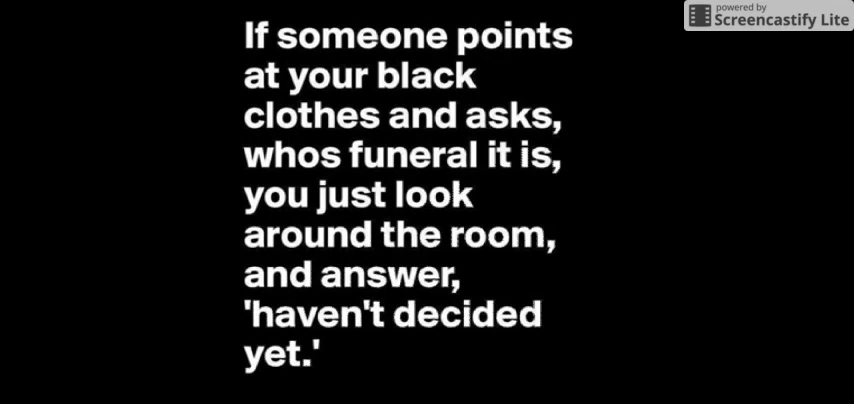 powered by
Screencastify Lite
If someone points
at your black
clothes and asks,
whos funeral it is,
you just look
around the room,
and answer,
'haven't decided
yet.'